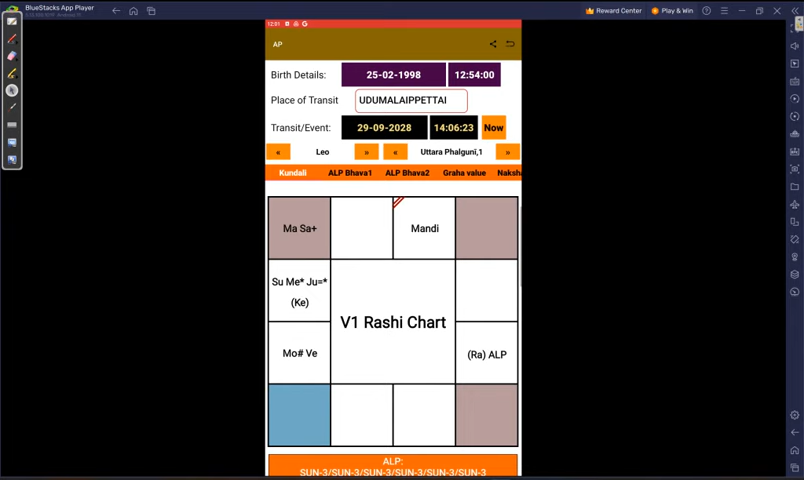 BlueStacks App Player
Reward Center
Play & Win
12:01
G
AP
Birth Details:
25-02-1998
12:54:00
Place of Transit
UDUMALAIPPETTAI
Transit/Event:
29-09-2028
14:06:23
Now
« Leo » « Uttara Phalguni,1 »
Kundali ALP Bhava1 ALP Bhava2 Graha value Naksha
Ma Sa+
Mandi
Su Me* Ju=*
(Ke)
V1 Rashi Chart
Mo# Ve
(Ra) ALP
ALP:
SUN-3/SUN-3/SUN-3/SUN-3/SUN-3/SUN-3